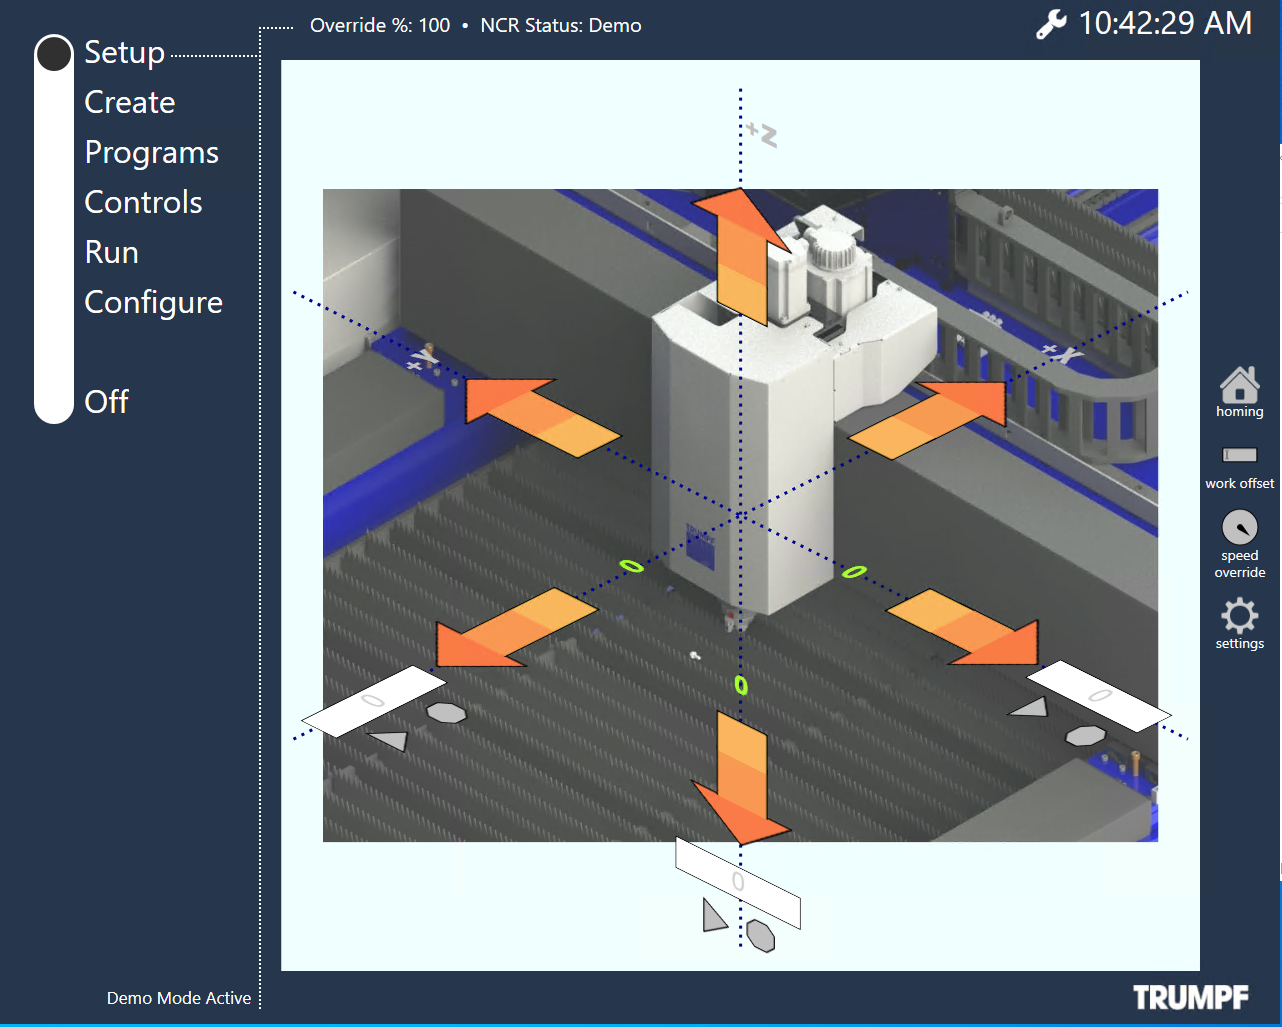 Override %: 100 • NCR Status: Demo
10:42:29 AM
Setup
Create
Programs
Controls
Run
Configure
Off
+Z
+Y
+X
TRUMPF
0
0
0
0
0
0
homing
work offset
speed
override
settings
Demo Mode Active
TRUMPF